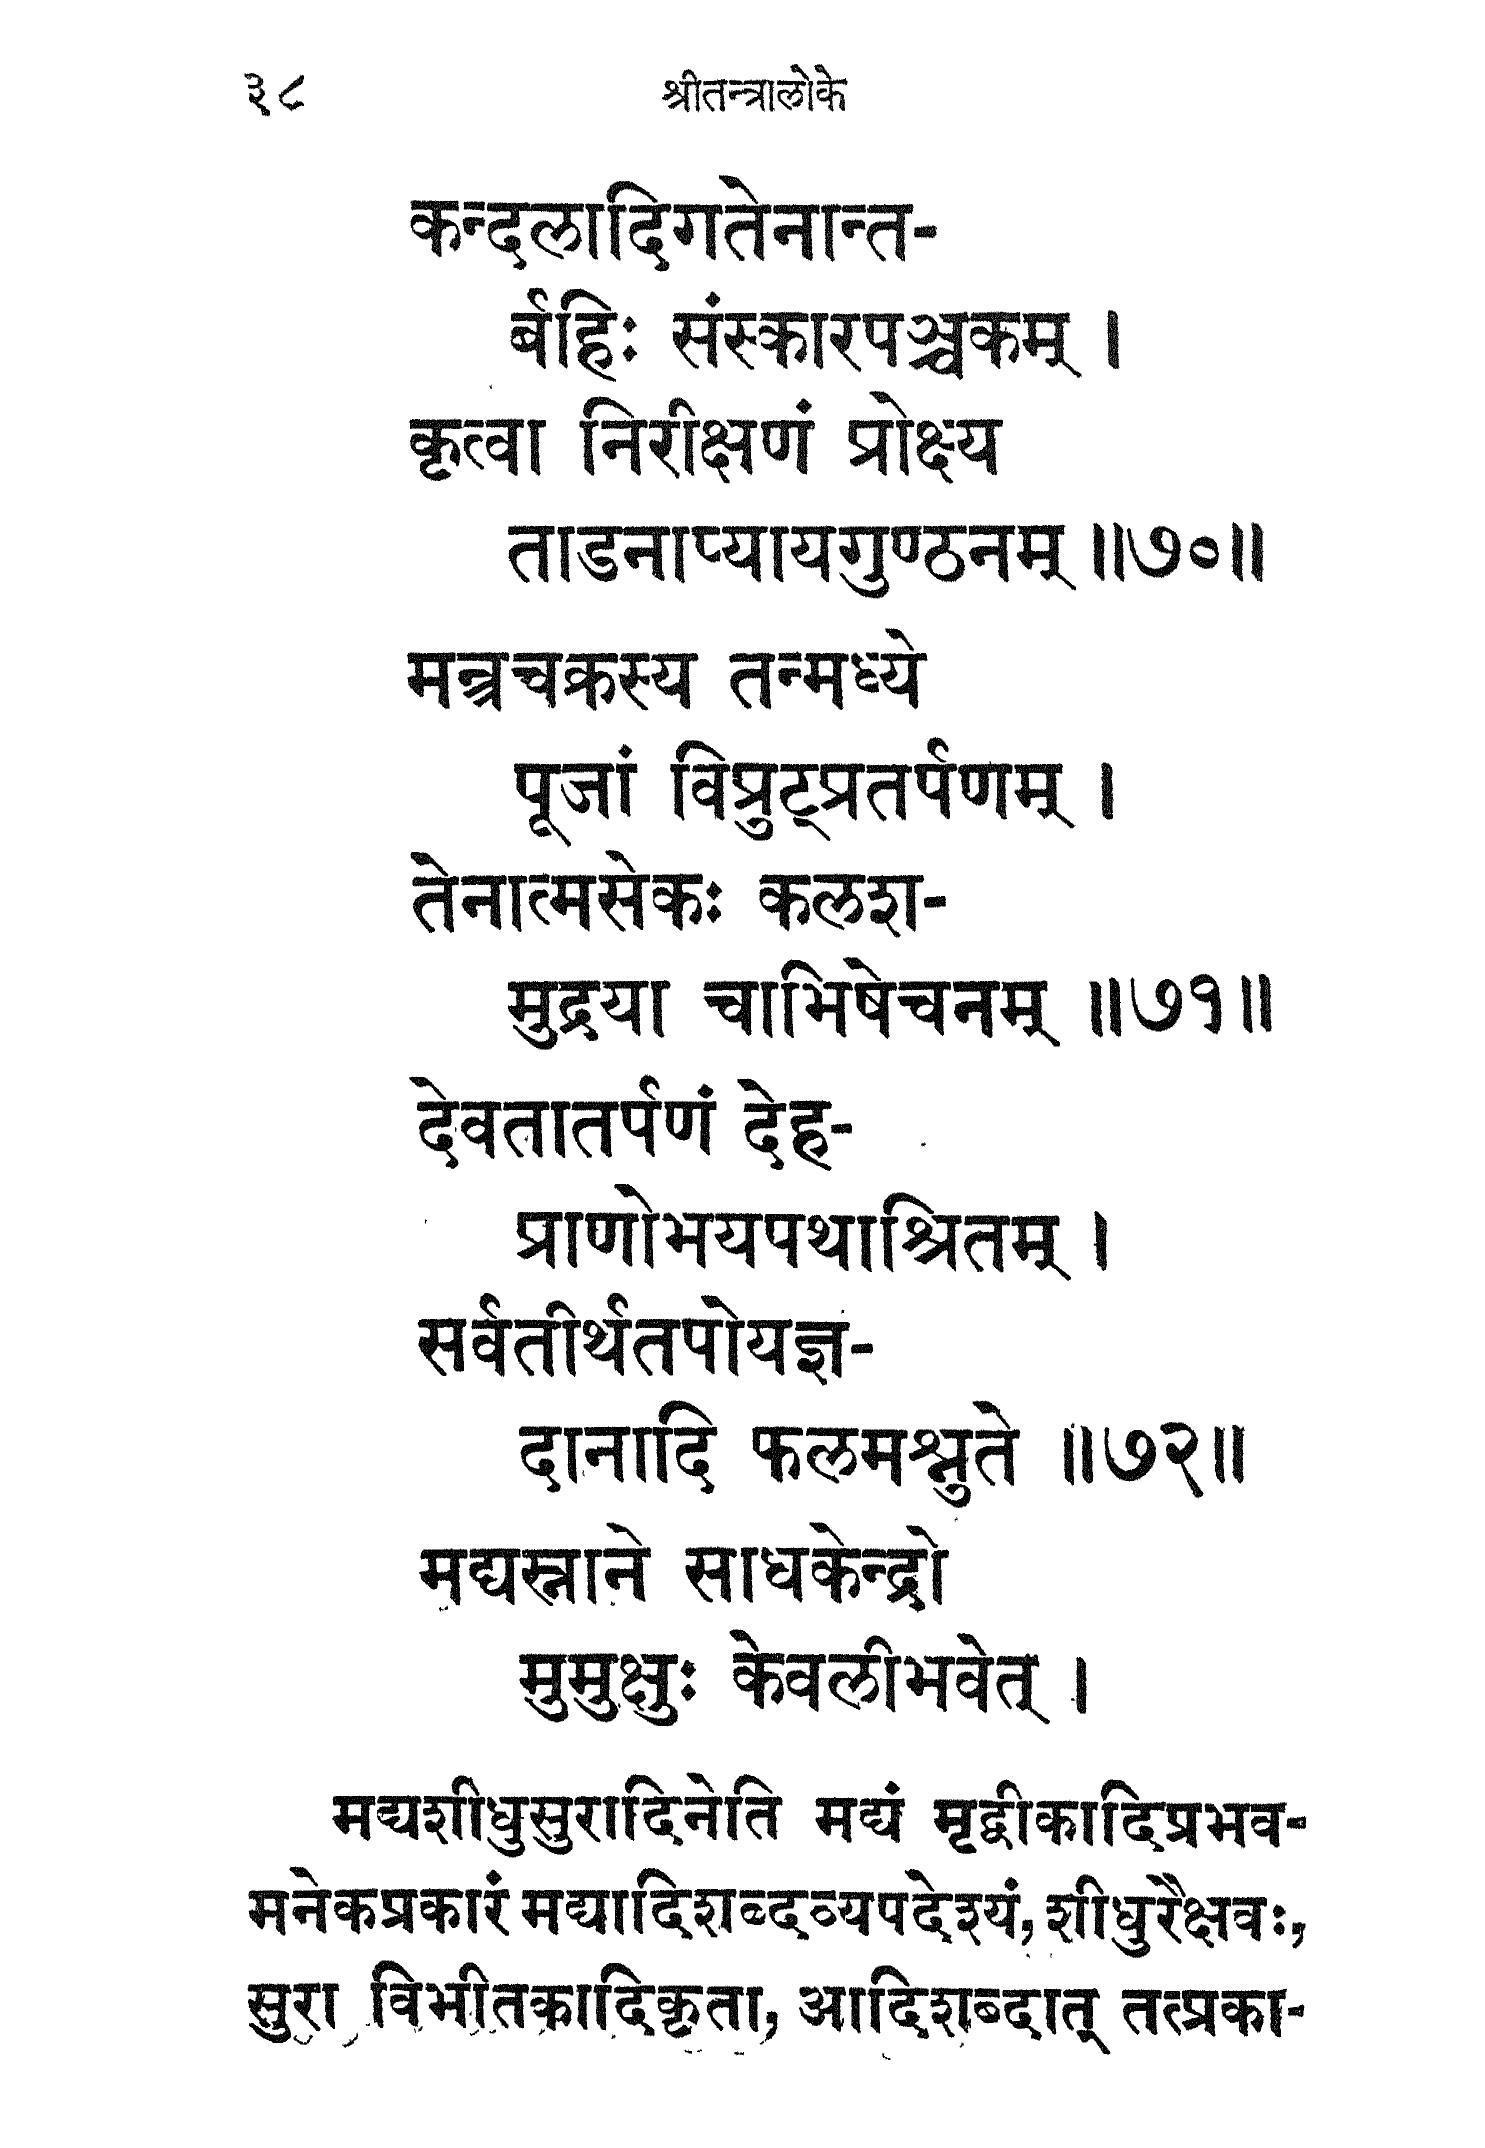 ३८ श्रीतन्त्रालोके
कन्दलादिगतेनान्त-
र्बहिः संस्कारपञ्चकम् ।
कृत्वा निरीक्षणं प्रोक्ष्य
ताडनाप्यायगुण्ठनम् ॥७०॥
मन्त्रचक्रस्य तन्मध्ये
पूजां विप्रुट्प्रतर्पणम् ।
तेनात्मसेकः कलश-
मुद्रया चाभिषेचनम् ॥७१॥
देवतातर्पणं देह-
प्राणोभयपथाश्रितम् ।
सर्वतीर्थतपोयज्ञ-
दानादि फलमश्नुते ॥७२॥
मद्यस्नाने साधकेन्द्रो
मुमुक्षुः केवलीभवेत् ।
मद्यशीधुसुरादिनेति मद्यं मृद्वीकादिप्रभव-
मनेकप्रकारं मद्यादिशब्दव्यपदेश्यं, शीधुरैक्षवः,
सुरा विभीतकादिकृता, आदिशब्दात् तत्प्रका-